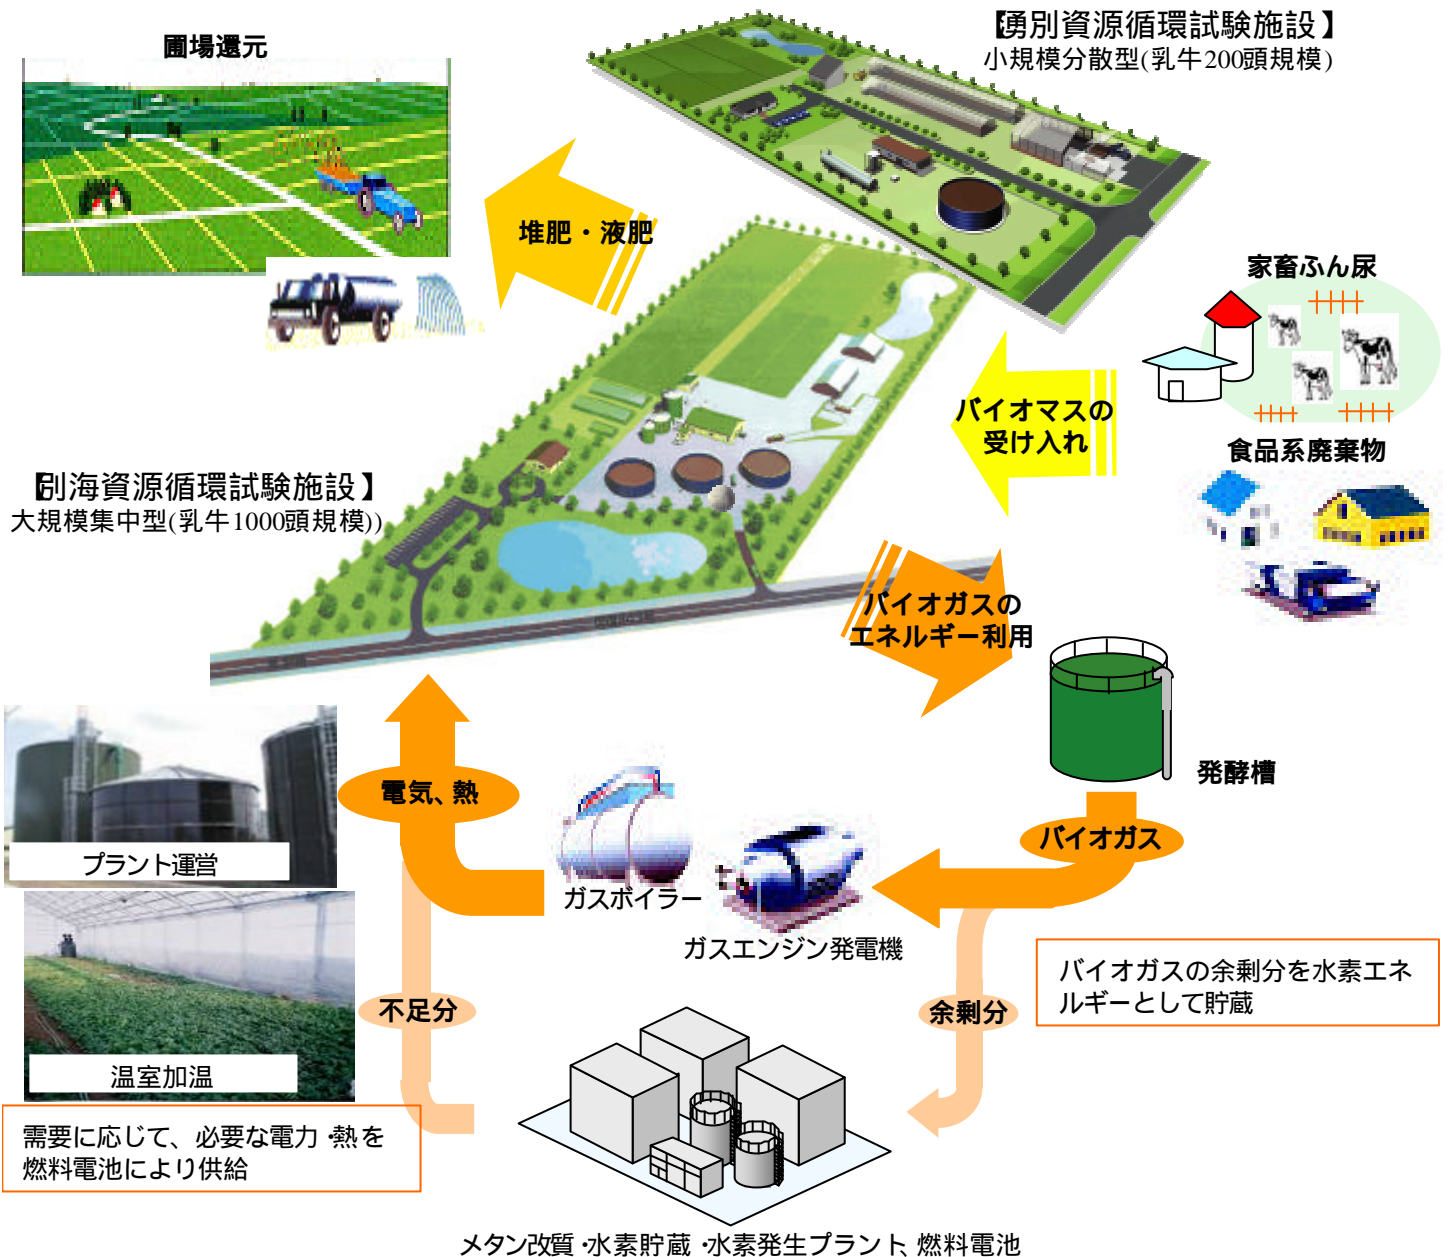 【湧別資源循環試験施設】
小規模分散型(乳牛200頭規模)
圃場還元
堆肥・液肥
家畜ふん尿
バイオマスの
受け入れ
食品系廃棄物
【別海資源循環試験施設】
大規模集中型(乳牛1000頭規模))
バイオガスの
エネルギー利用
発酵槽
電気、熱
バイオガス
プラント運営
ガスボイラー
ガスエンジン発電機
バイオガスの余剰分を水素エネ
ルギーとして貯蔵
不足分
余剰分
温室加温
需要に応じて、必要な電力・熱を
燃料電池により供給
メタン改質・水素貯蔵・水素発生プラント、燃料電池